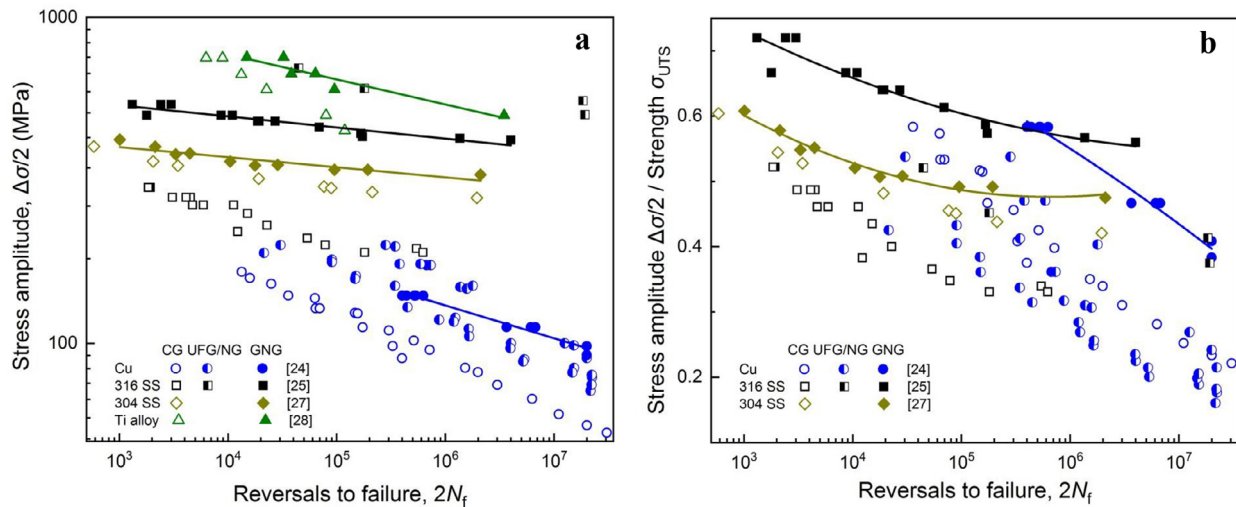 a
1000
100
Stress amplitude, Δσ/2 (MPa)
CG UFG/NG GNG
Cu [24]
316 SS [25]
304 SS [27]
Ti alloy [28]
10³ 10⁴ 10⁵ 10⁶ 10⁷
Reversals to failure, 2Nf
b
0.6
0.4
0.2
Stress amplitude Δσ/2 / Strength σUTS
CG UFG/NG GNG
Cu [24]
316 SS [25]
304 SS [27]
10³ 10⁴ 10⁵ 10⁶ 10⁷
Reversals to failure, 2Nf